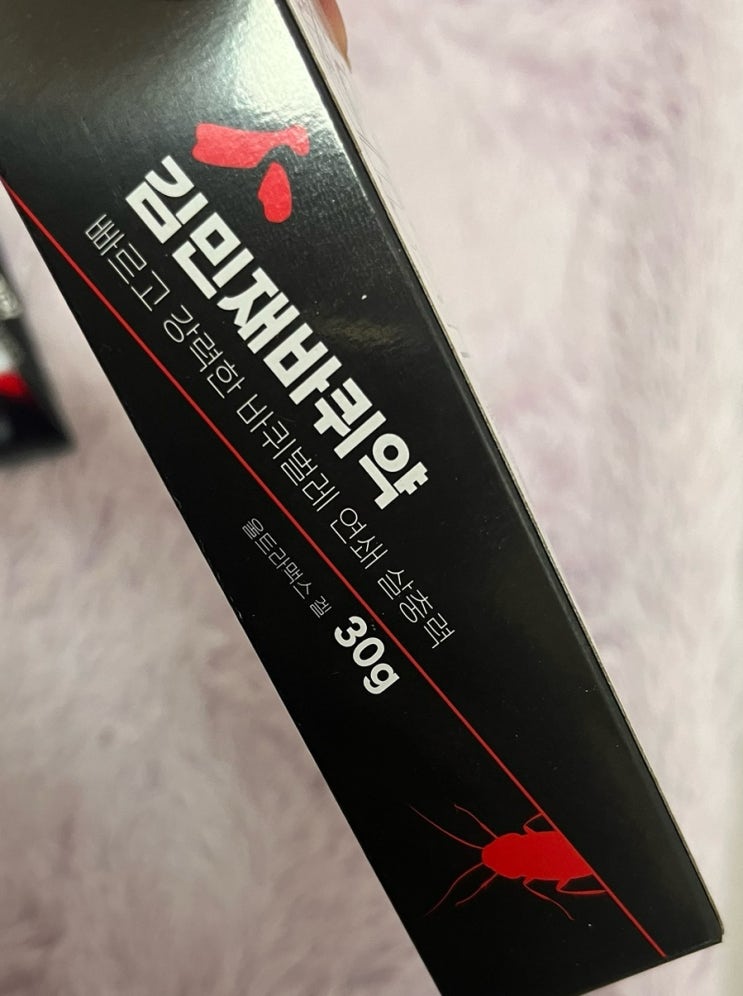 김민재바퀴약
빠르고 강력한 바퀴벌레 연쇄 살충력
울트라맥스 겔 30g